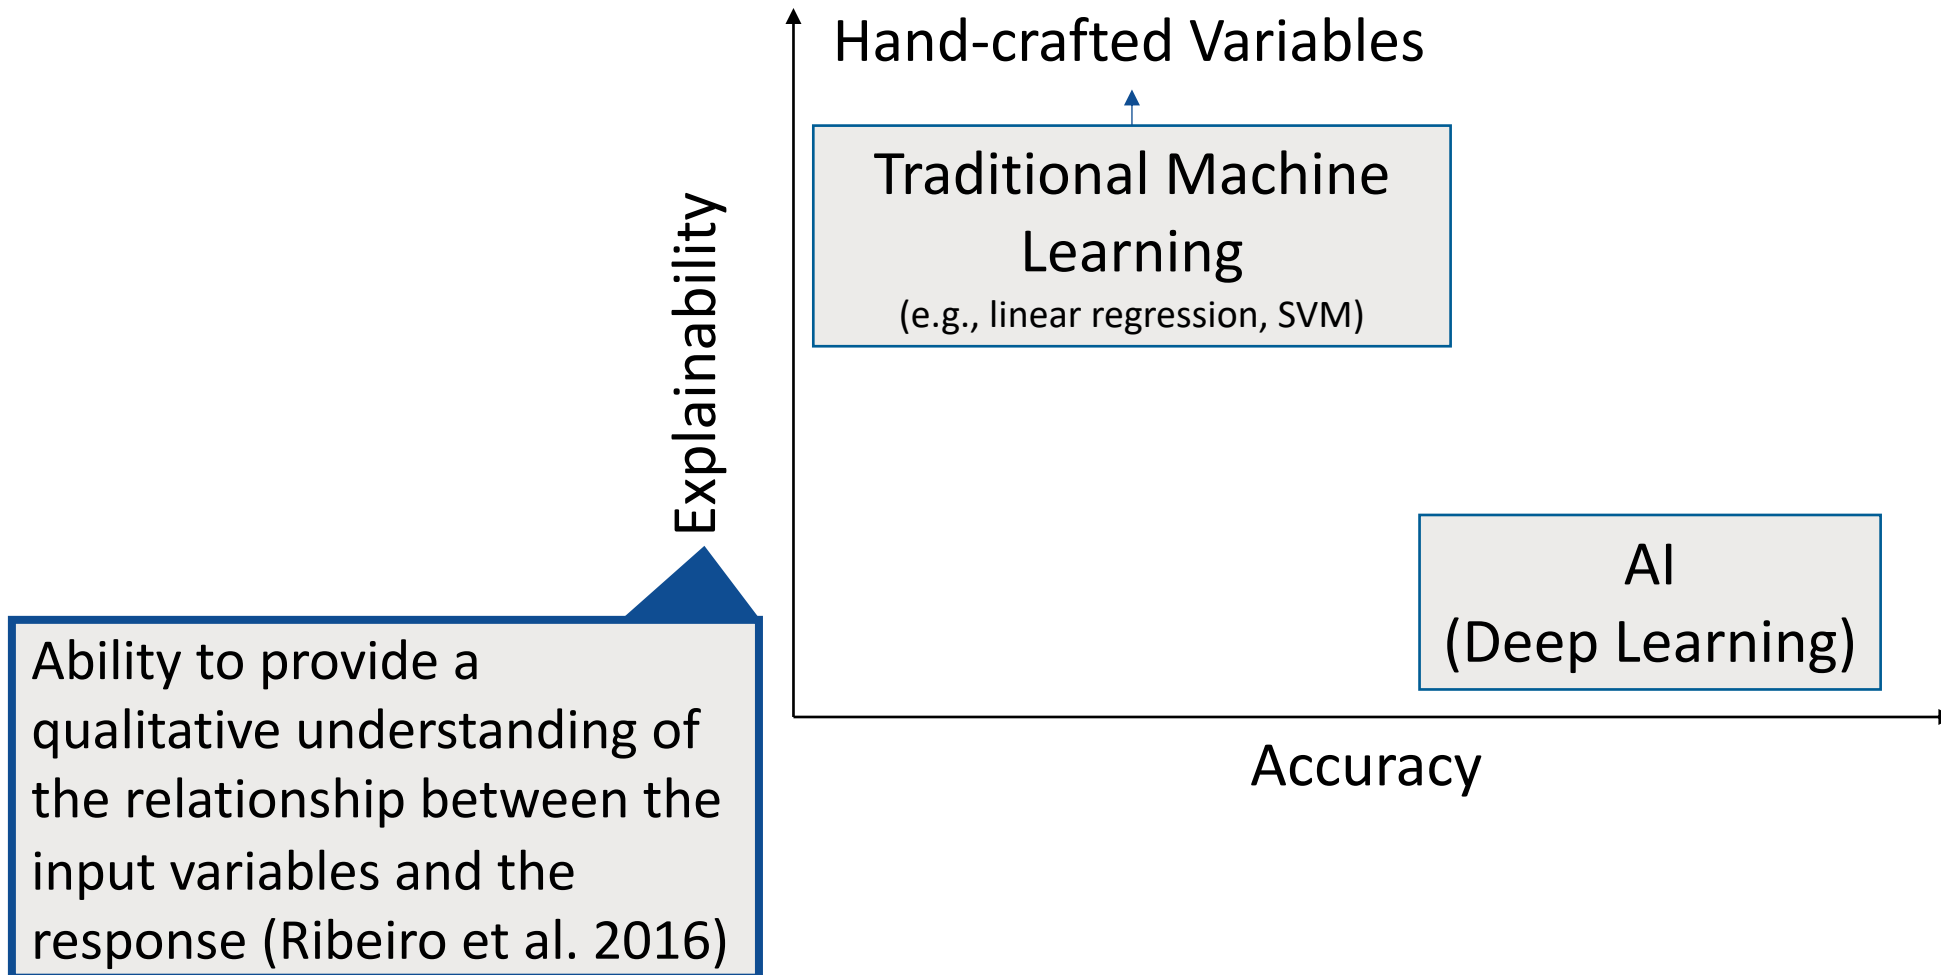 Hand-crafted Variables
Traditional Machine
Learning
(e.g., linear regression, SVM)
Explainability
AI
(Deep Learning)
Accuracy
Ability to provide a
qualitative understanding of
the relationship between the
input variables and the
response (Ribeiro et al. 2016)